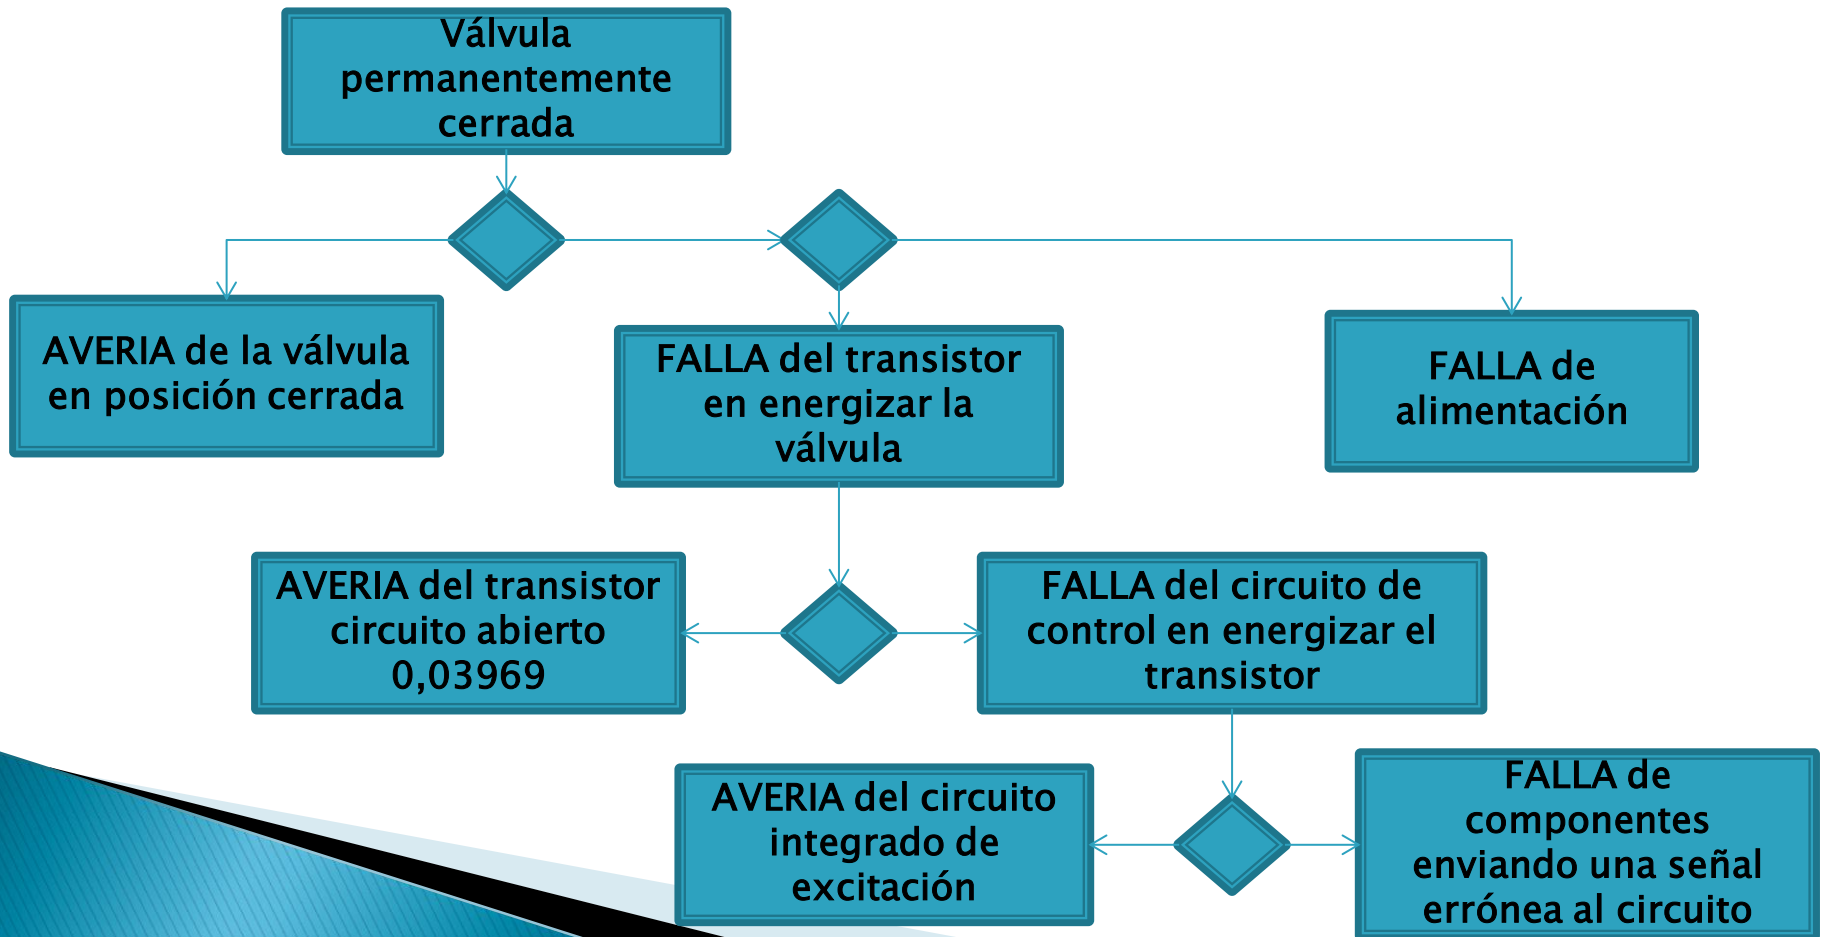 Válvula
permanentemente
cerrada
AVERIA de la válvula
en posición cerrada
FALLA del transistor
en energizar la
válvula
FALLA de
alimentación
AVERIA del transistor
circuito abierto
0,03969
FALLA del circuito de
control en energizar el
transistor
AVERIA del circuito
integrado de
excitación
FALLA de
componentes
enviando una señal
errónea al circuito